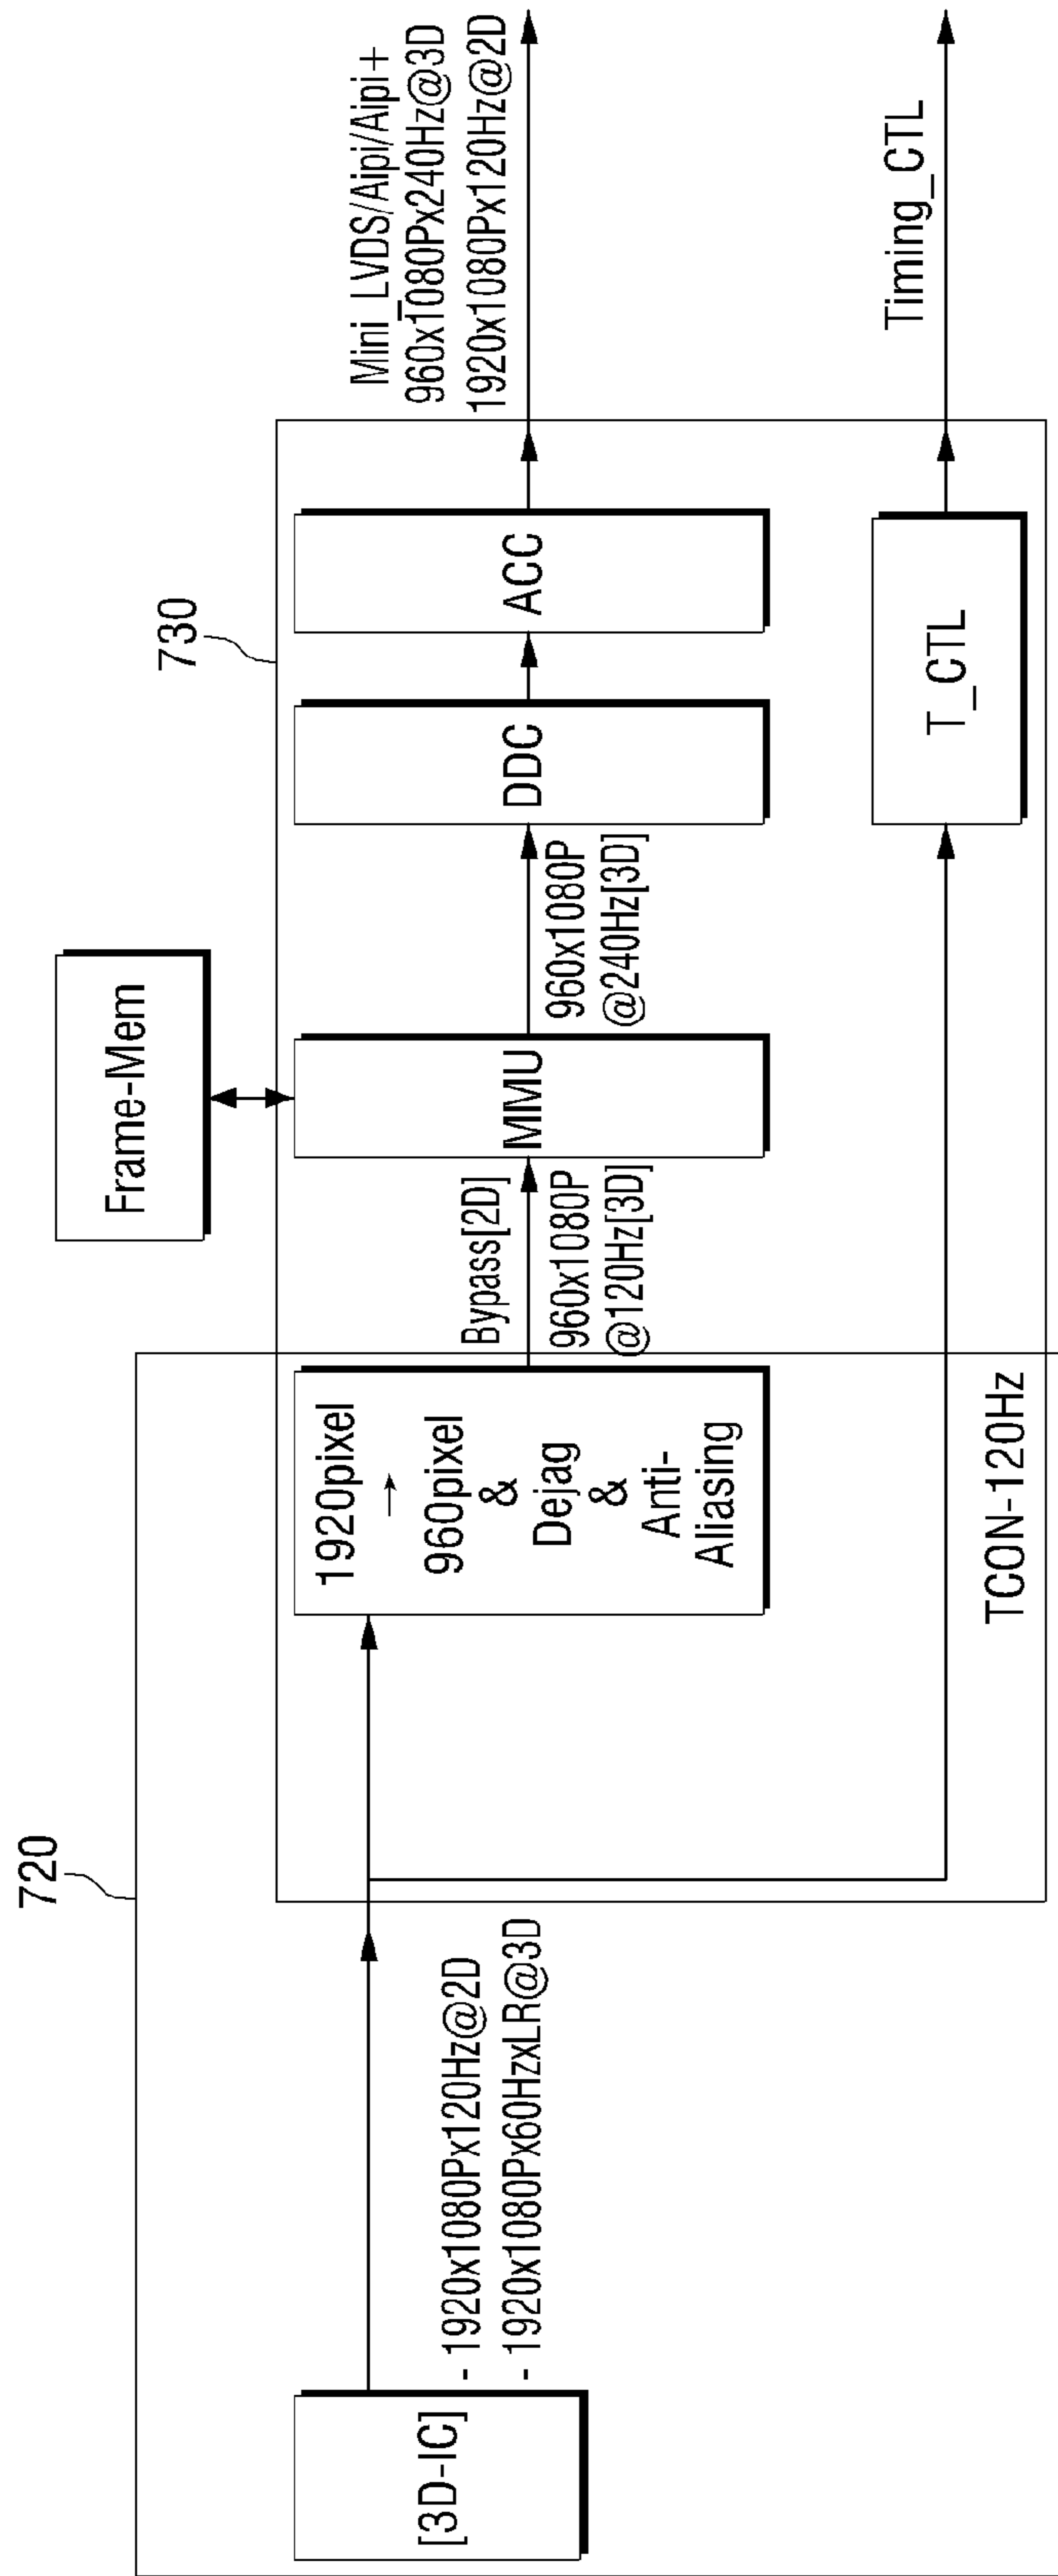 720
[3D-IC]
- 1920x1080Px120Hz@2D
- 1920x1080Px60HzxLR@3D
730
1920pixel
→
960pixel
&
Dejag
&
Anti-
Aliasing
TCON-120Hz
Bypass[2D]
960x1080P
@120Hz[3D]
Frame-Mem
MMU
960x1080P
@240Hz[3D]
DDC
ACC
T_CTL
Mini_LVDS/Aipi/Aipi+
960x1080Px240Hz@3D
1920x1080Px120Hz@2D
Timing_CTL